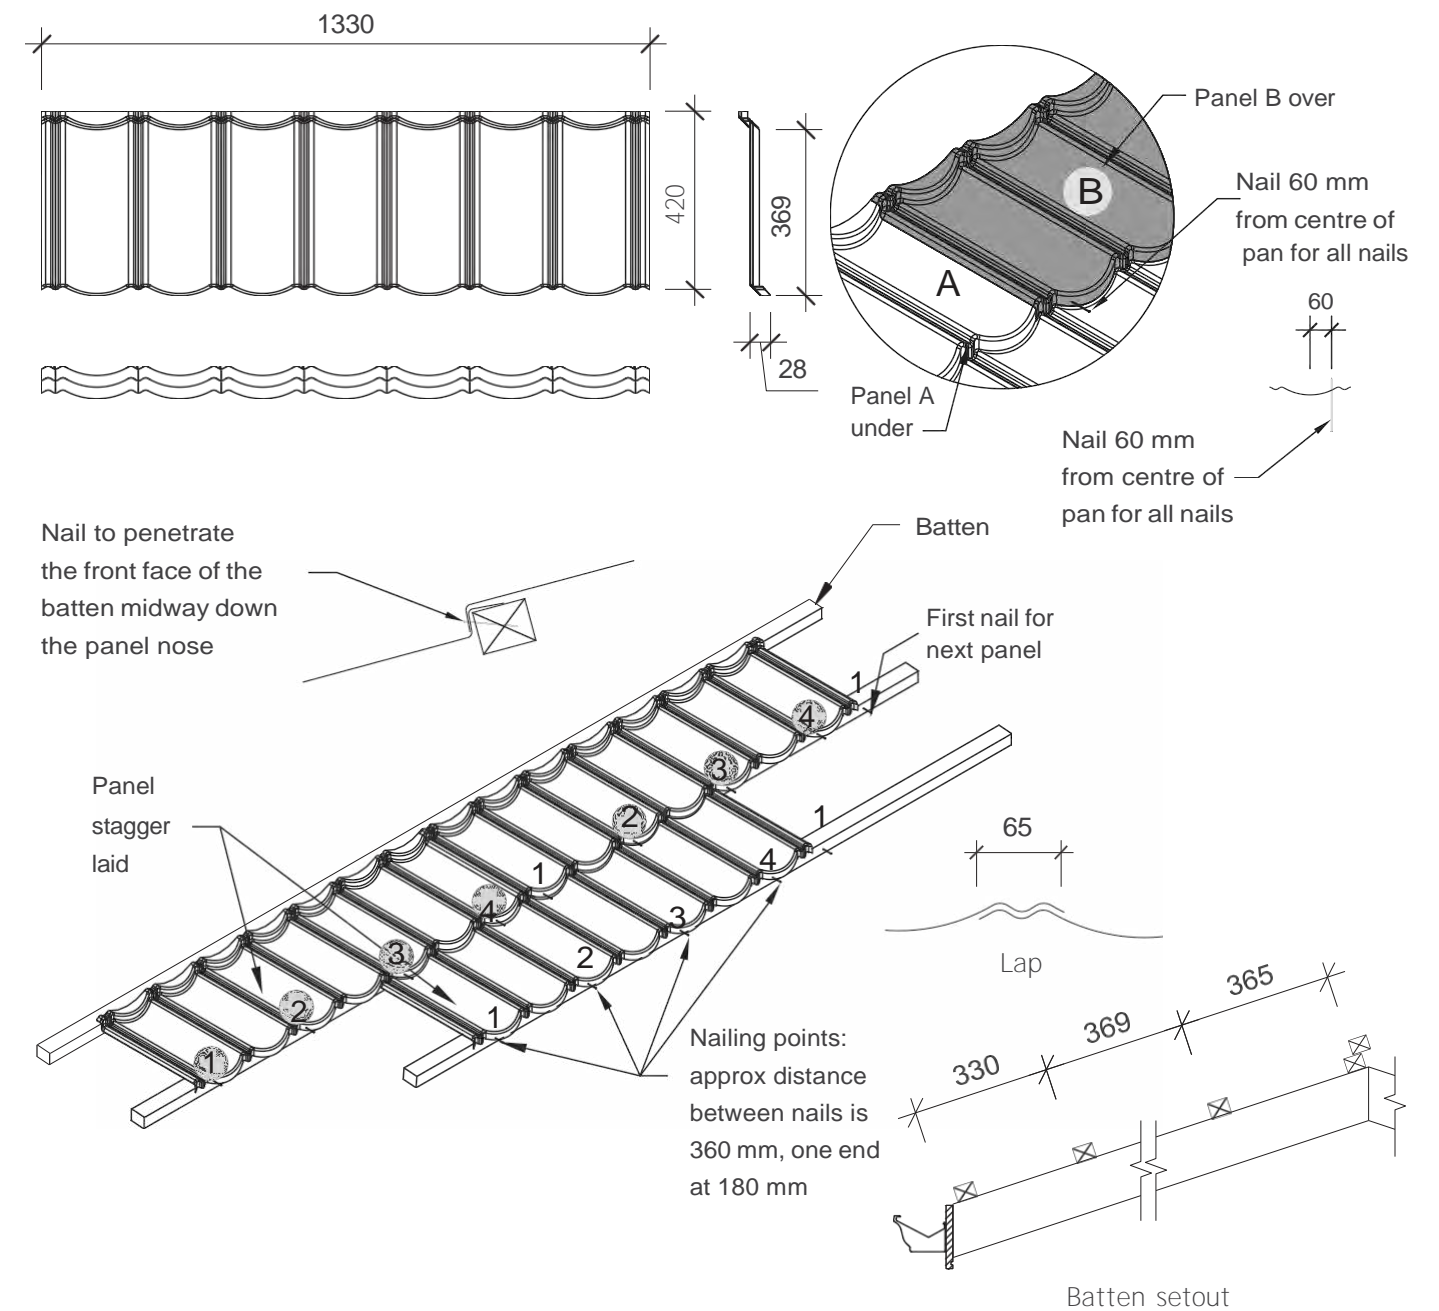 1330
420
369
28
Panel B over
B
A
Nail 60 mm
from centre of
pan for all nails
60
Panel A
under
Nail 60 mm
from centre of
pan for all nails
Nail to penetrate
the front face of the
batten midway down
the panel nose
Batten
First nail for
next panel
1
4
3
2
1
1
4
Panel
stagger
laid
4
3
3
2
2
1
1
65
Lap
Nailing points:
approx distance
between nails is
360 mm, one end
at 180 mm
330
369
365
Batten setout